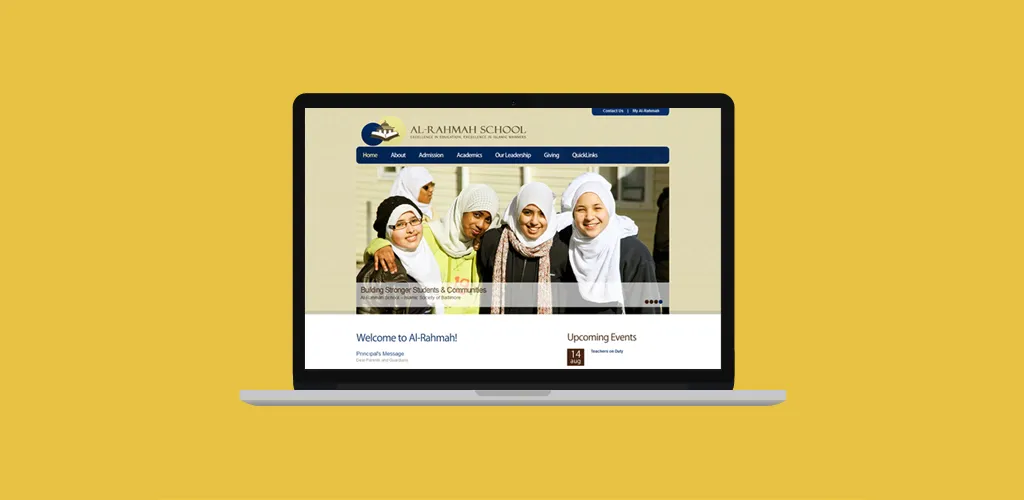 Contact Us | My Al-Rahmah
AL-RAHMAH SCHOOL
EXCELLENCE IN EDUCATION, EXCELLENCE IN ISLAMIC MANNERS
Home About Admission Academics Our Leadership Giving QuickLinks
Building Stronger Students & Communities
Al-Rahmah School - Islamic Society of Baltimore
Welcome to Al-Rahmah!
Principal's Message
Dear Parents and Guardians
Upcoming Events
14
aug
Teachers on Duty